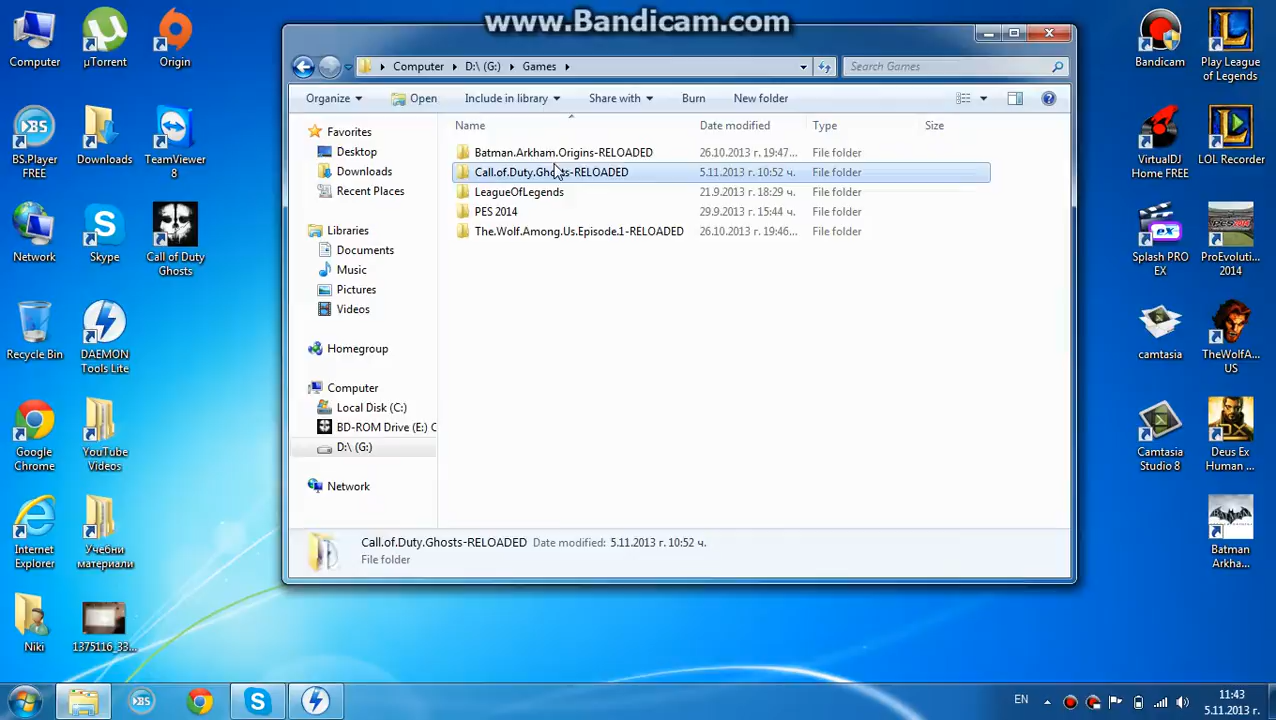 www.Bandicam.com
Computer
µTorrent
Origin
BS.Player FREE
Downloads
TeamViewer 8
Network
Skype
Call of Duty Ghosts
Recycle Bin
DAEMON Tools Lite
Google Chrome
YouTube Videos
Internet Explorer
Учебни материали
Niki
1375116_33...
Computer
D:\ (G:)
Games
Search Games
Organize
Open
Include in library
Share with
Burn
New folder
Favorites
Desktop
Downloads
Recent Places
Libraries
Documents
Music
Pictures
Videos
Homegroup
Computer
Local Disk (C:)
BD-ROM Drive (E:) C
D:\ (G:)
Network
Name Date modified Type Size
Batman.Arkham.Origins-RELOADED 26.10.2013 г. 19:47... File folder
Call.of.Duty.Ghosts-RELOADED 5.11.2013 г. 10:52 ч. File folder
LeagueOfLegends 21.9.2013 г. 18:29 ч. File folder
PES 2014 29.9.2013 г. 15:44 ч. File folder
The.Wolf.Among.Us.Episode.1-RELOADED 26.10.2013 г. 19:46... File folder
Call.of.Duty.Ghosts-RELOADED Date modified: 5.11.2013 г. 10:52 ч.
File folder
Bandicam
Play League of Legends
VirtualDJ Home FREE
LOL Recorder
Splash PRO EX
ProEvoluti... 2014
camtasia
TheWolfA... US
Camtasia Studio 8
Deus Ex Human ...
Batman Arkha...
EN
11:43
5.11.2013 г.